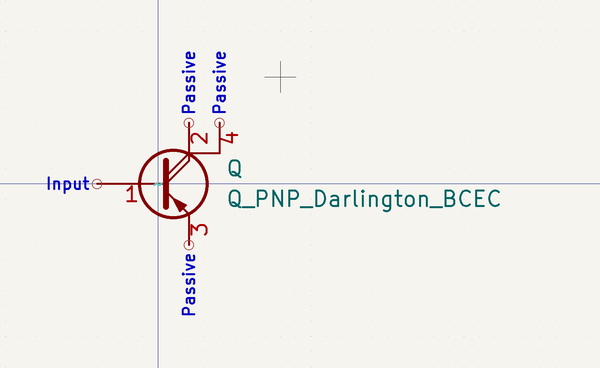 Passive
Passive
2
4
Input
1
Q
Q_PNP_Darlington_BCEC
3
Passive